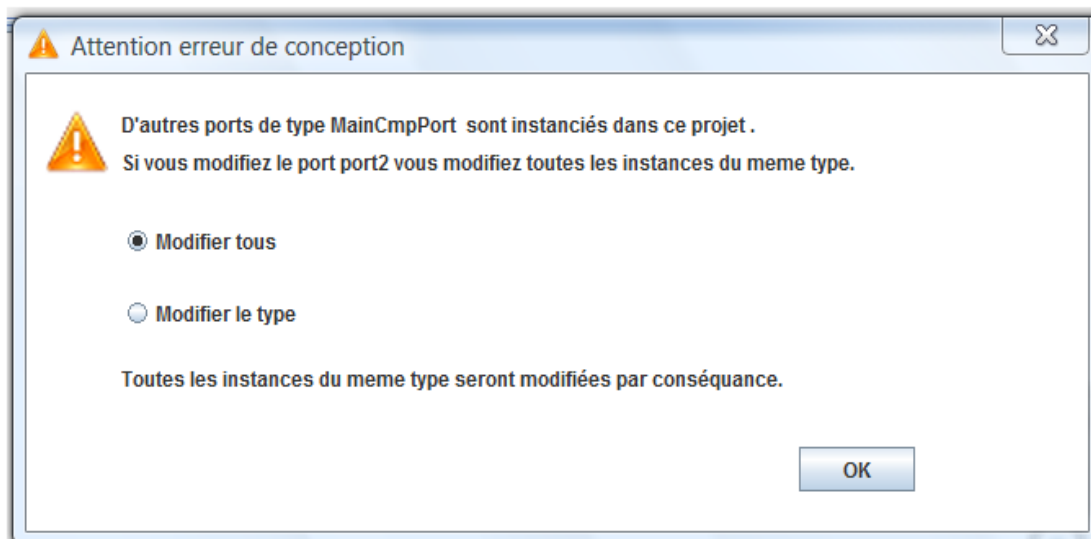 Attention erreur de conception
D'autres ports de type MainCmpPort sont instanciés dans ce projet .
Si vous modifiez le port port2 vous modifiez toutes les instances du meme type.
Modifier tous
Modifier le type
Toutes les instances du meme type seront modifiées par conséquance.
OK